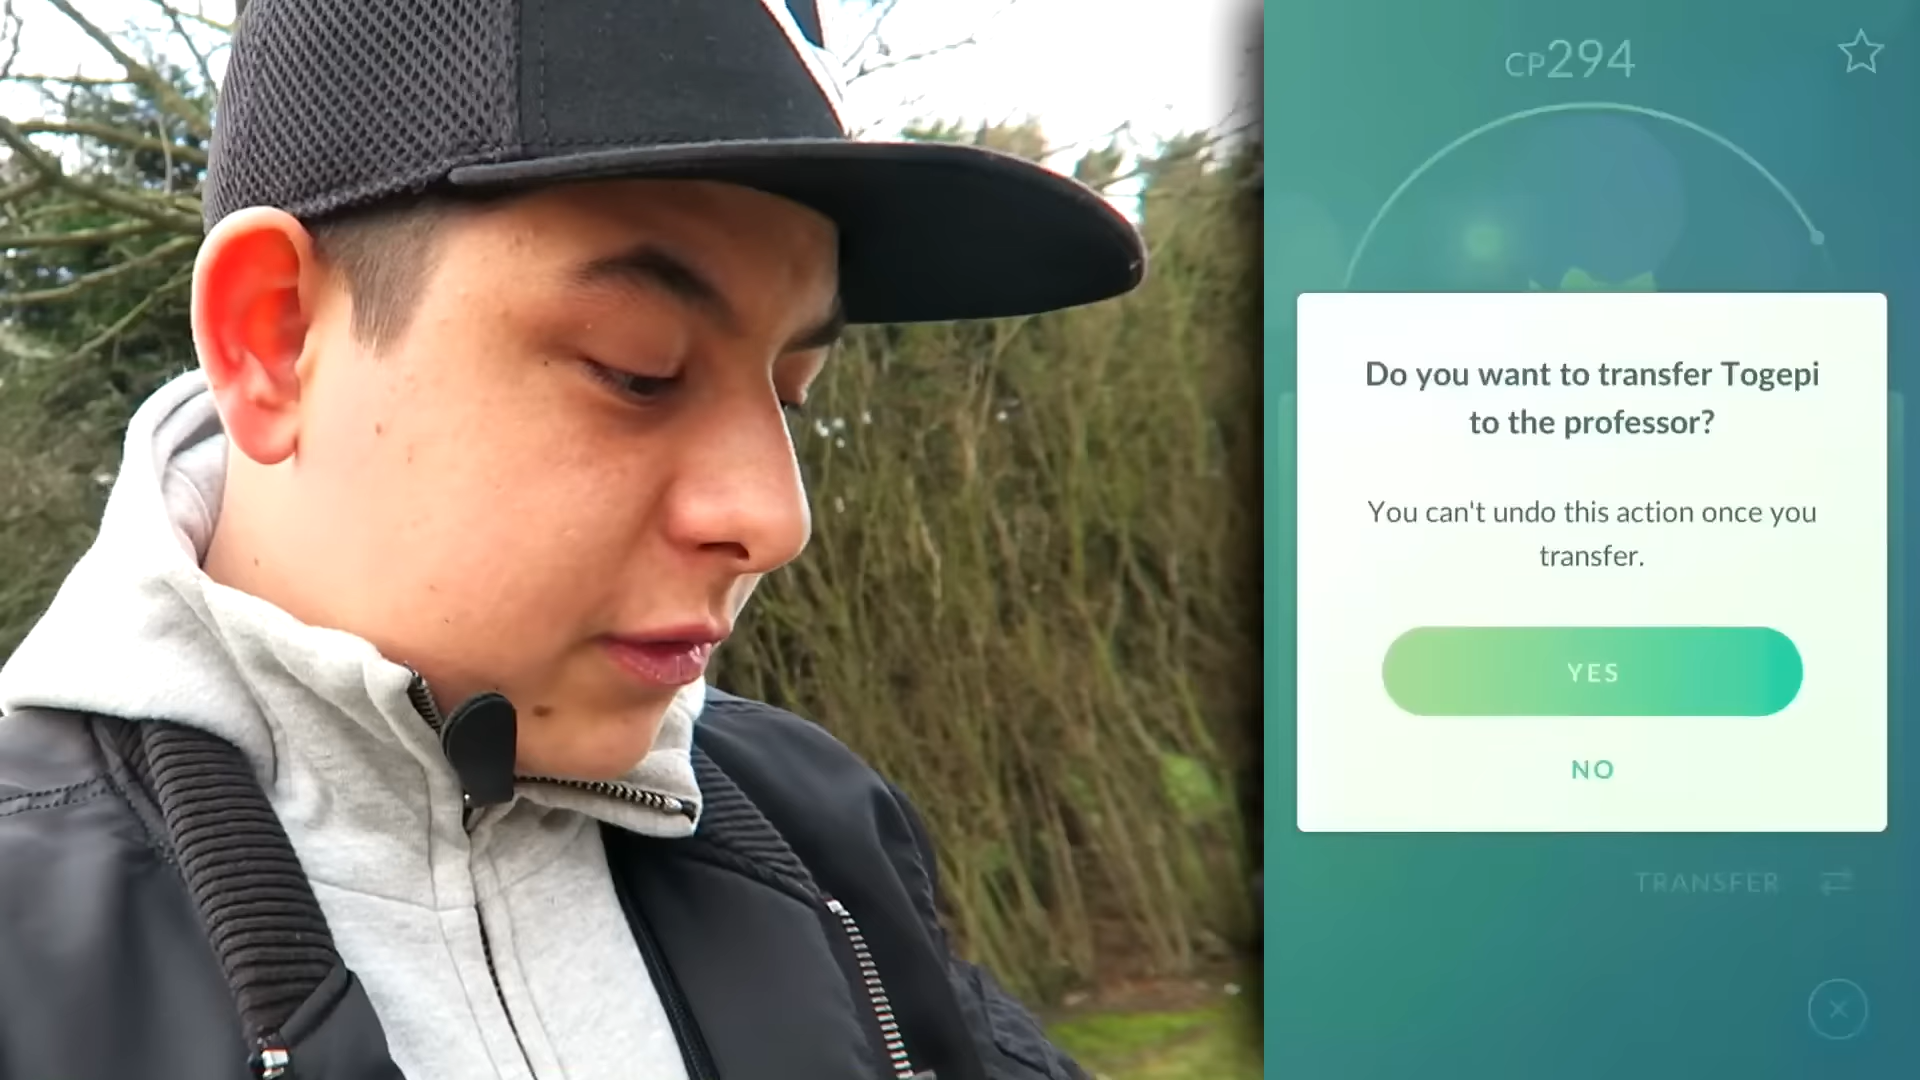 CP294
Do you want to transfer Togepi
to the professor?
You can't undo this action once you
transfer.
YES
NO
TRANSFER